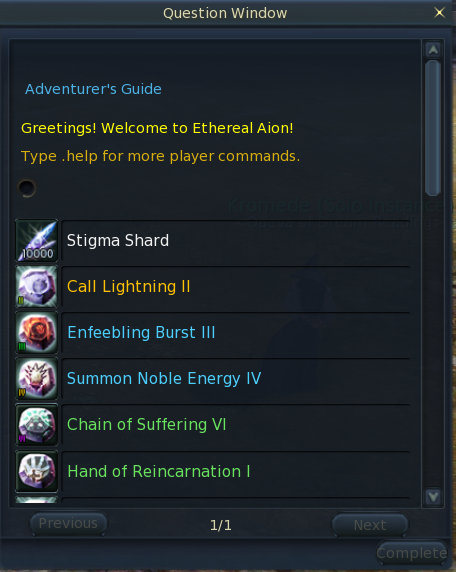 Question Window
Adventurer's Guide
Greetings! Welcome to Ethereal Aion!
Type .help for more player commands.
10000
Stigma Shard
II
Call Lightning II
III
Enfeebling Burst III
IV
Summon Noble Energy IV
VI
Chain of Suffering VI
I
Hand of Reincarnation I
Previous
1/1
Next
Complete